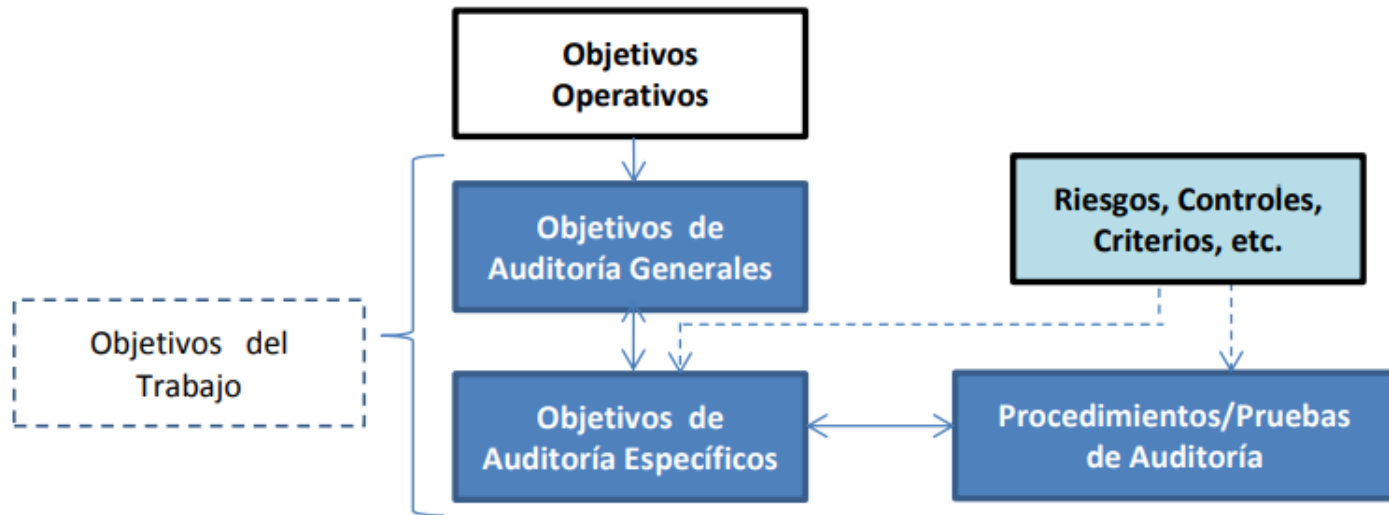 Objetivos
Operativos
Objetivos de
Auditoría Generales
Riesgos, Controles,
Criterios, etc.
Objetivos del
Trabajo
Objetivos de
Auditoría Específicos
Procedimientos/Pruebas
de Auditoría